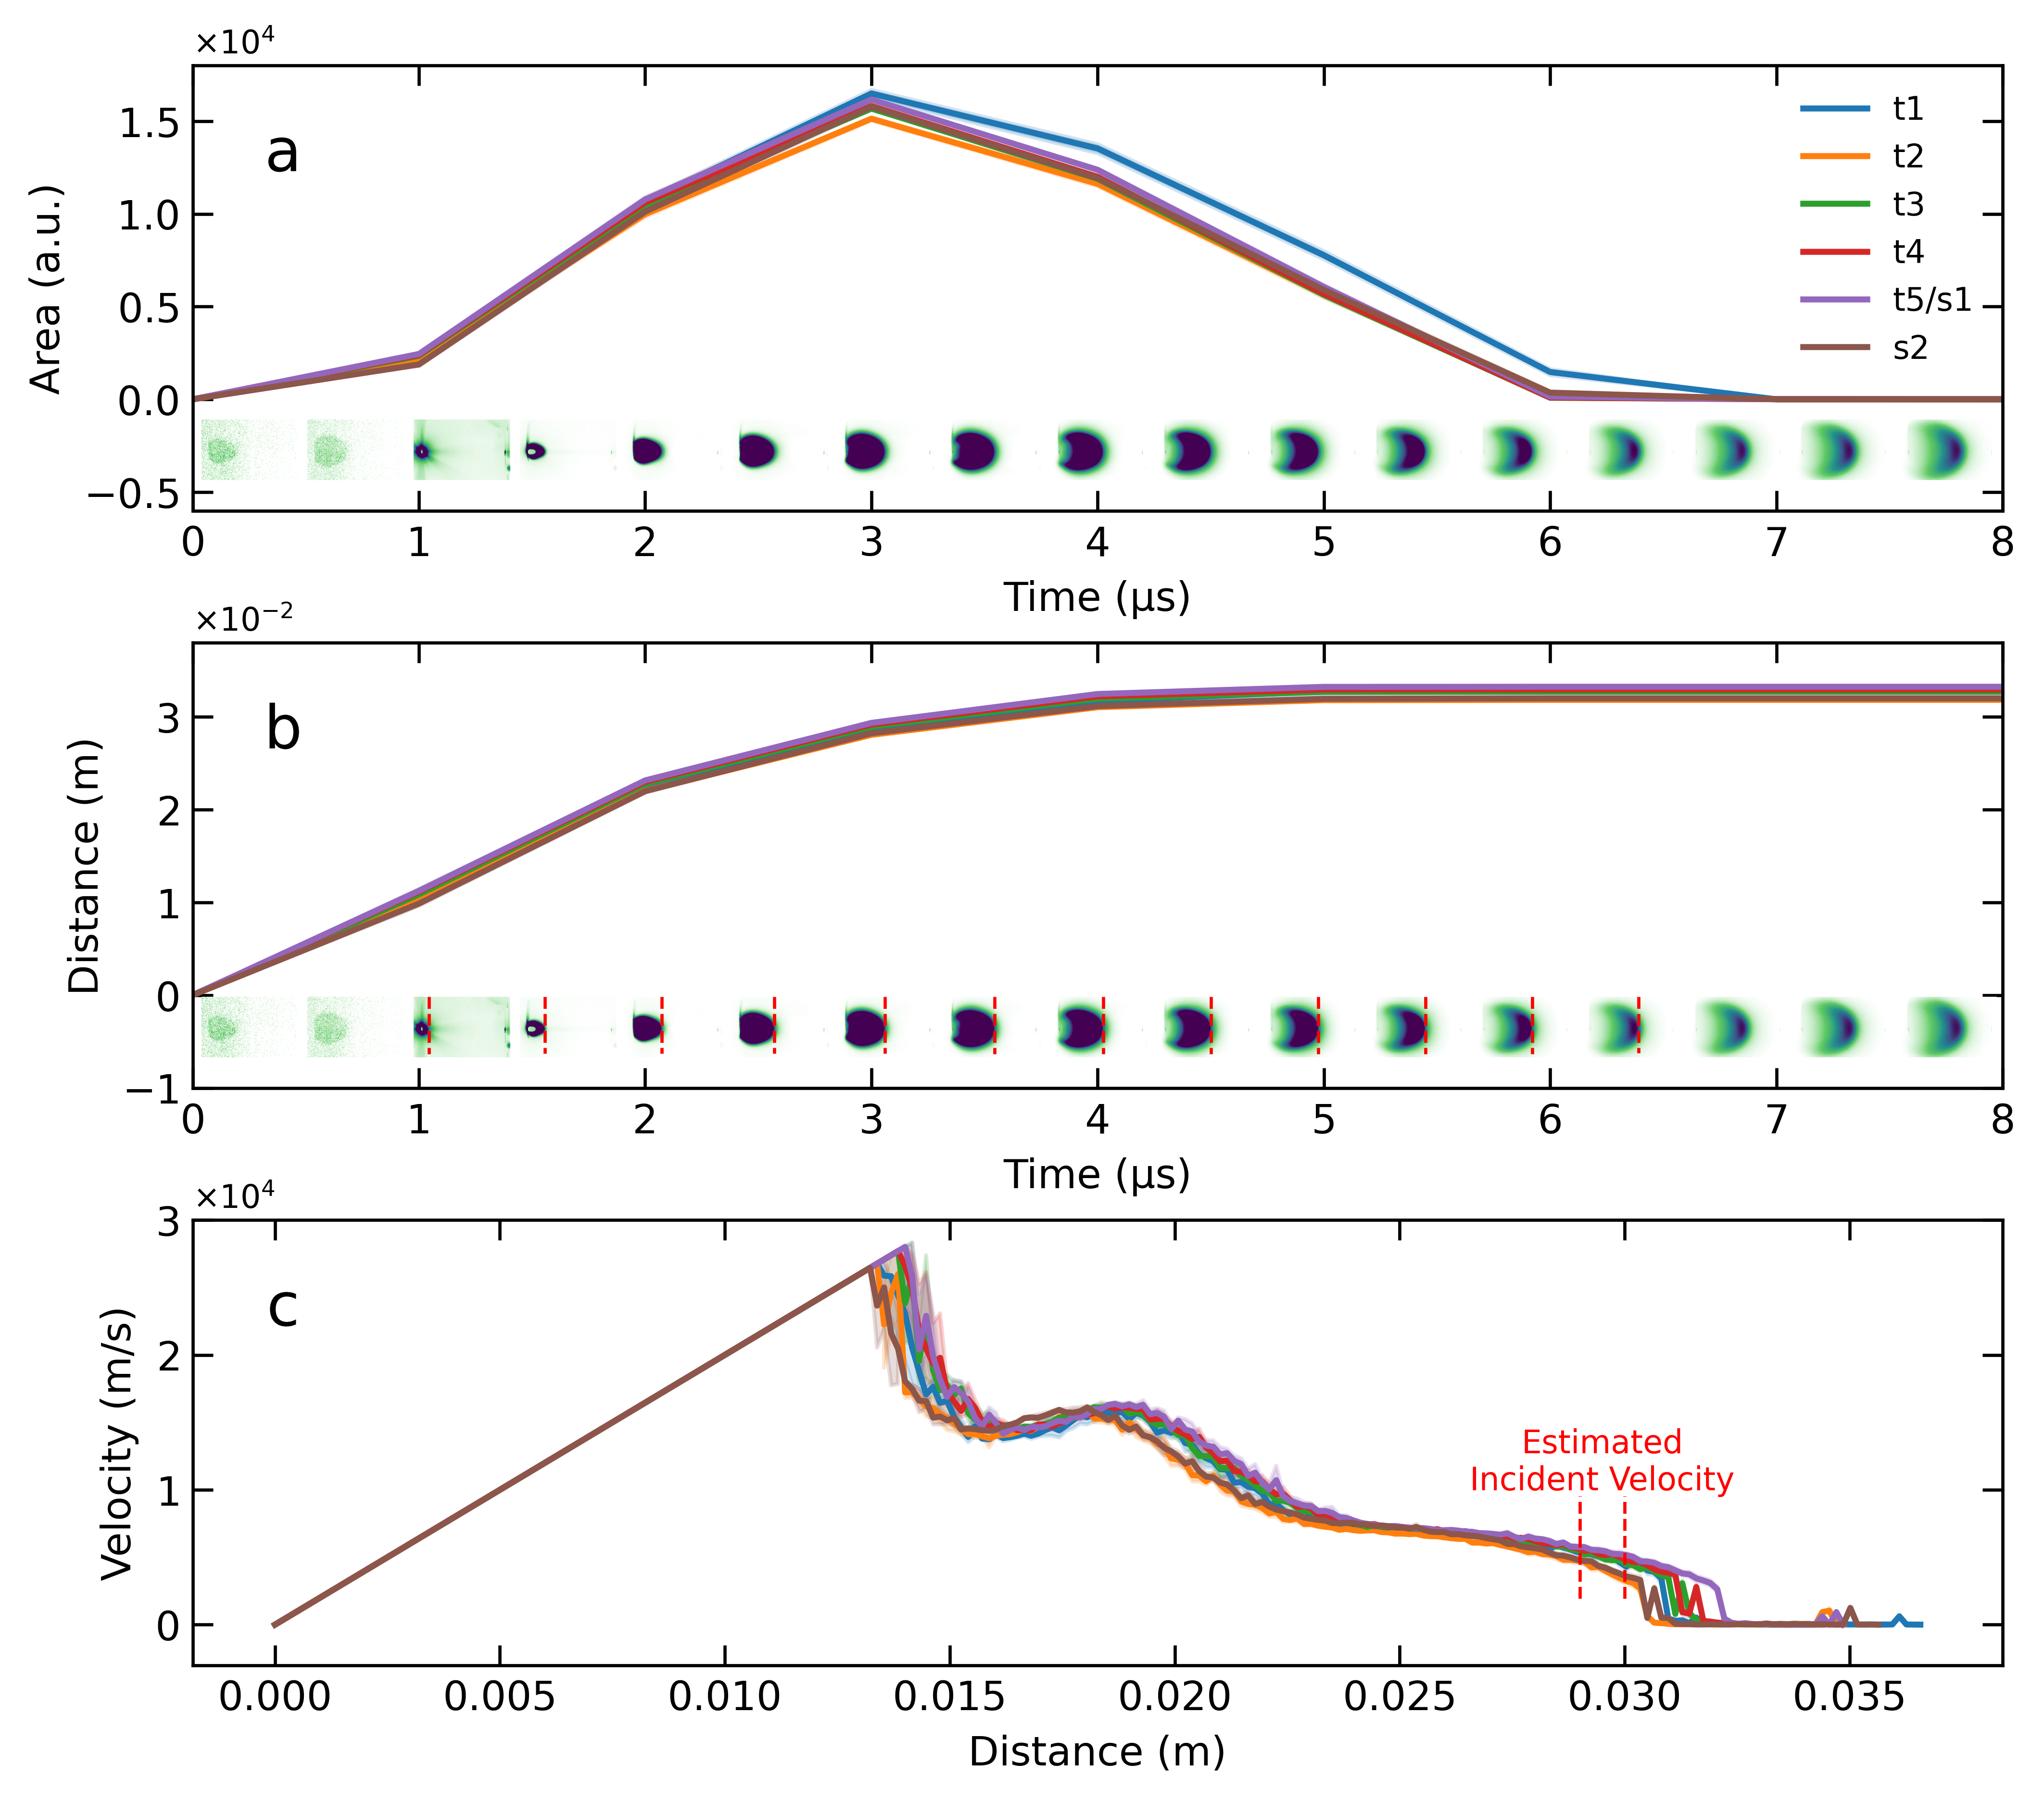 ×10⁴
a
Area (a.u.)
1.5
1.0
0.5
0.0
−0.5
t1
t2
t3
t4
t5/s1
s2
0 1 2 3 4 5 6 7 8
Time (µs)
×10⁻²
b
Distance (m)
3
2
1
0
−1
0 1 2 3 4 5 6 7 8
Time (µs)
×10⁴
c
Velocity (m/s)
3
2
1
0
Estimated
Incident Velocity
0.000 0.005 0.010 0.015 0.020 0.025 0.030 0.035
Distance (m)